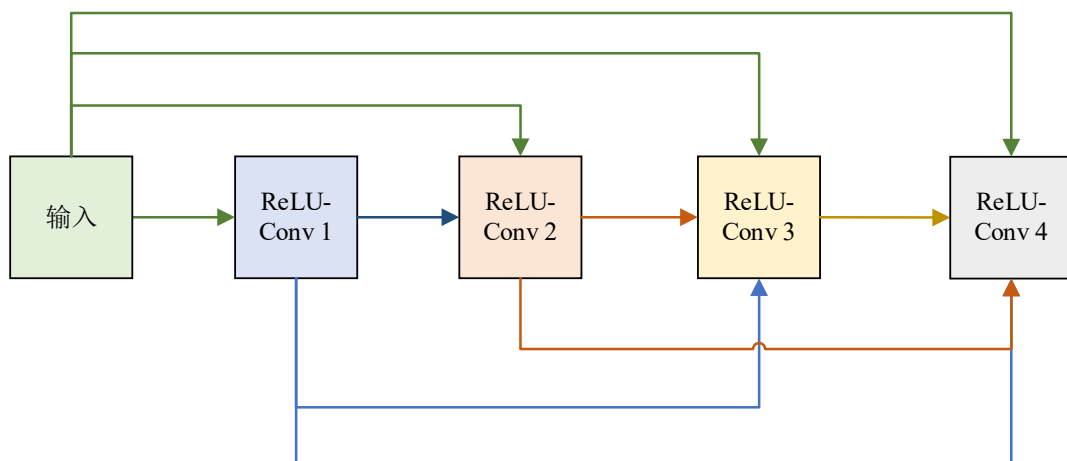 输入
ReLU-
Conv 1
ReLU-
Conv 2
ReLU-
Conv 3
ReLU-
Conv 4